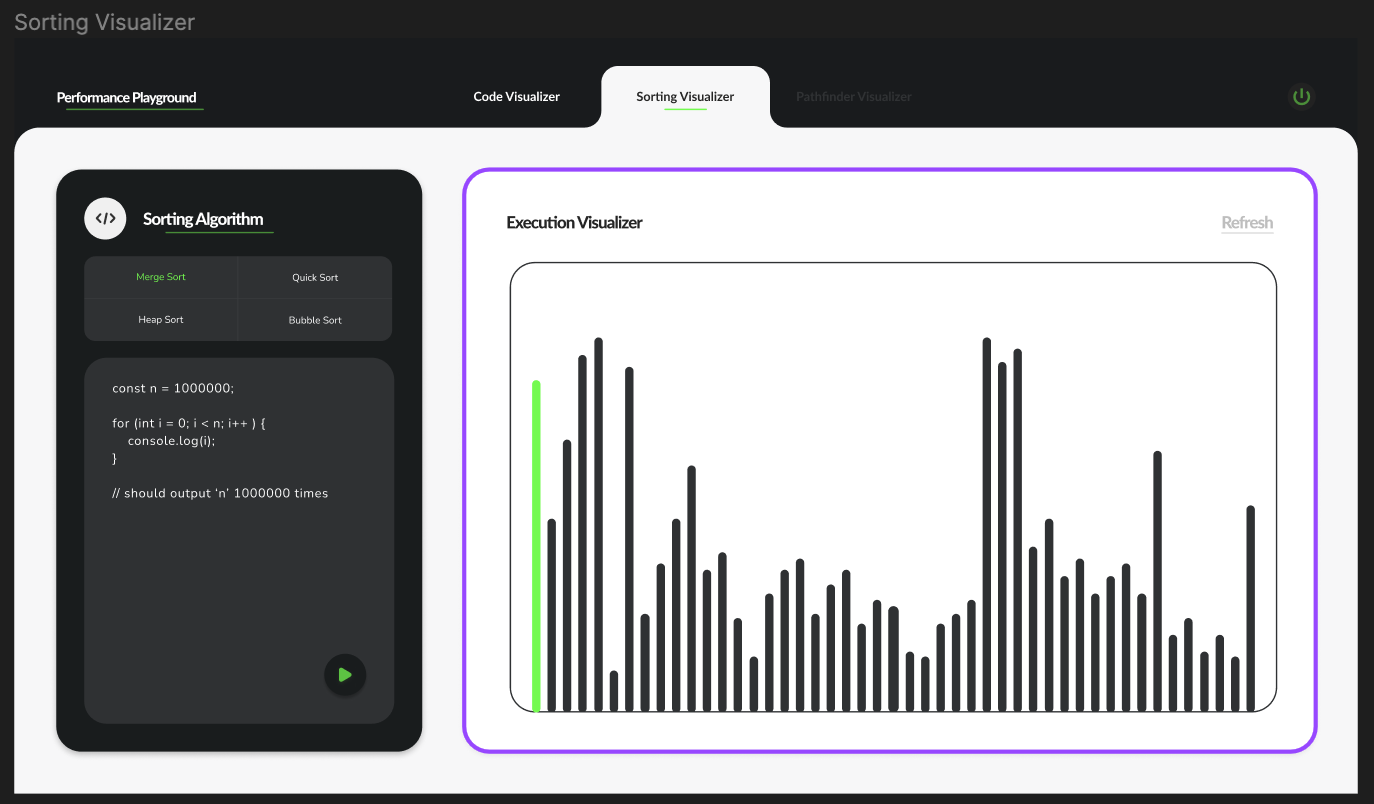 Sorting Visualizer
Performance Playground
Code Visualizer
Sorting Visualizer
Pathfinder Visualizer
</>
Sorting Algorithm
Merge Sort
Quick Sort
Heap Sort
Bubble Sort
const n = 1000000;
for (int i = 0; i < n; i++ ) {
console.log(i);
}
// should output ‘n’ 1000000 times
Execution Visualizer
Refresh